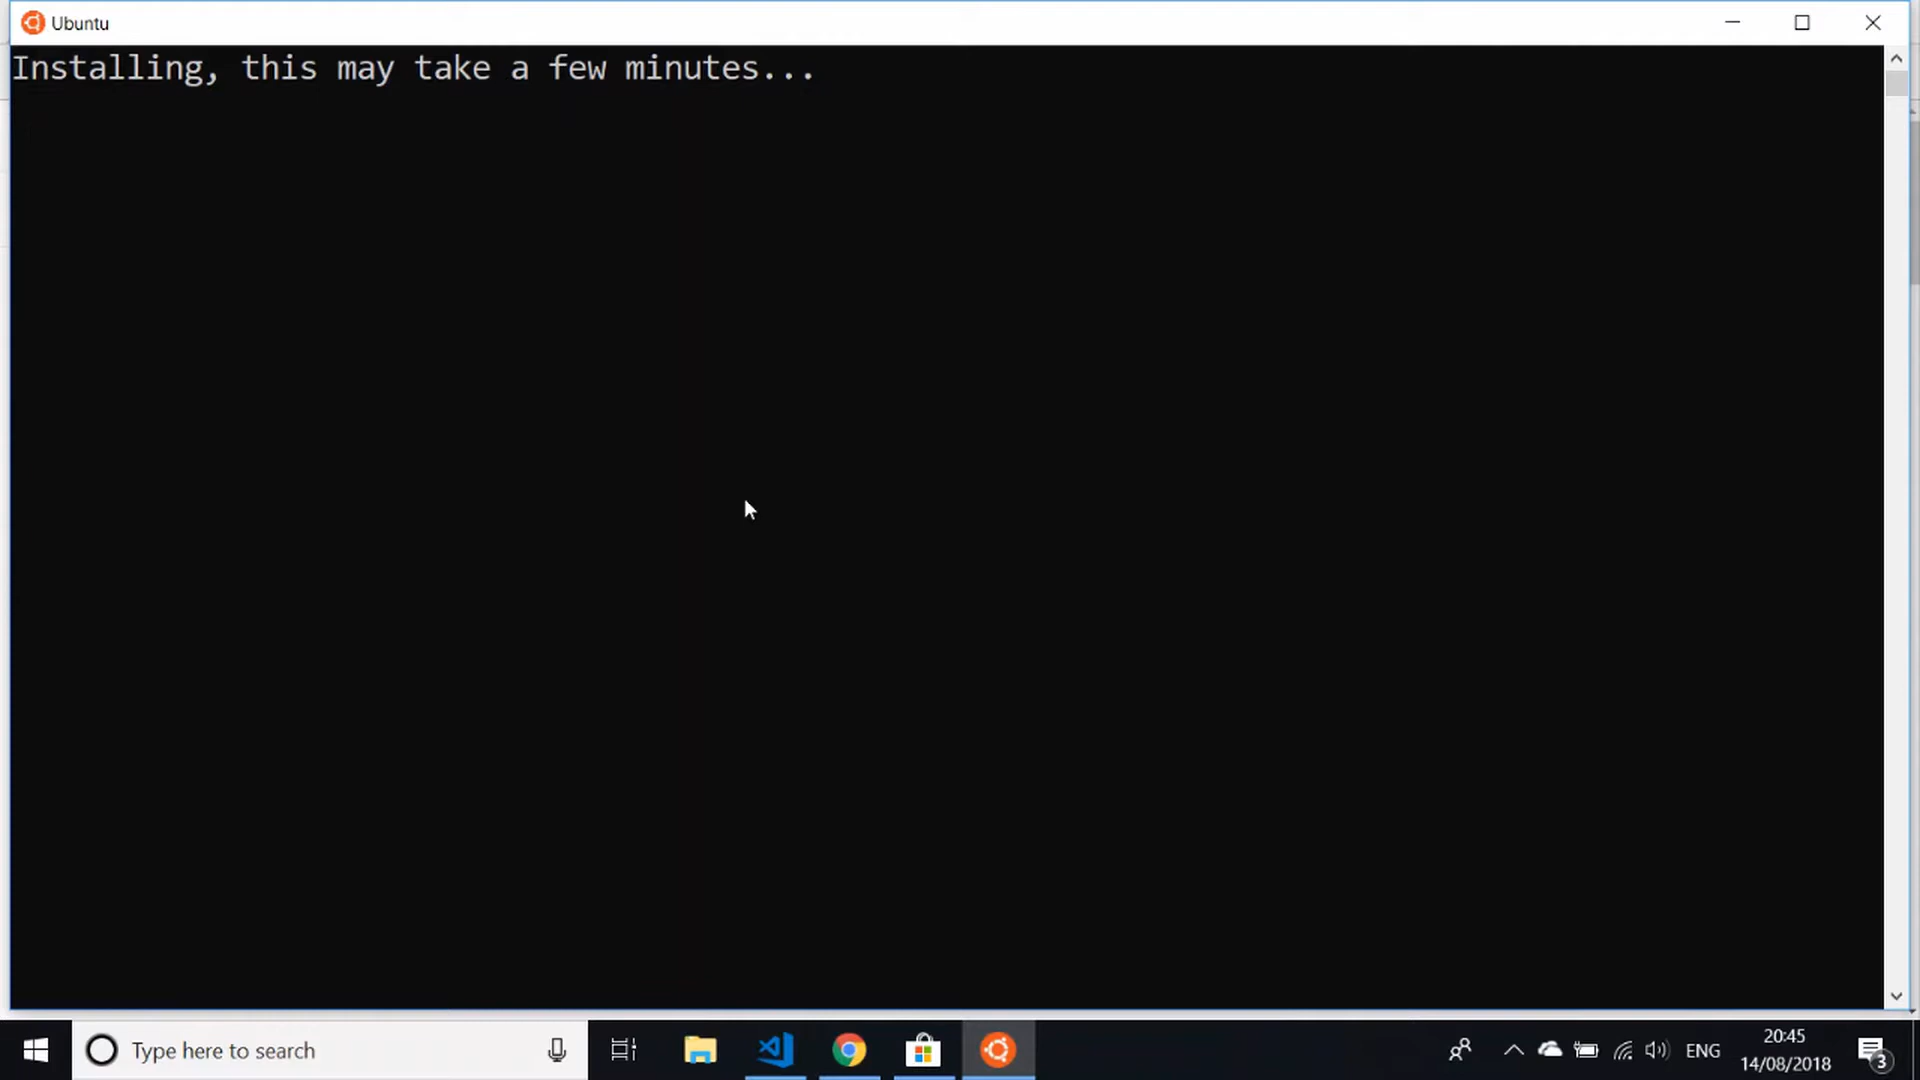 Ubuntu
Installing, this may take a few minutes...
Type here to search
ENG
20:45
14/08/2018
3